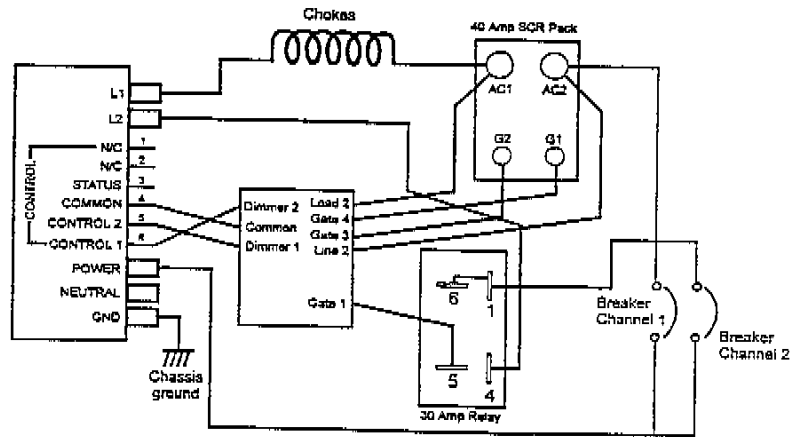 Chokes
40 Amp SCR Pack
L1
AC1
AC2
L2
G2
G1
N/C 1
N/C 2
STATUS 3
COMMON 4
CONTROL 2 5
CONTROL 1 6
CONTROL
POWER
NEUTRAL
GND
Chassis
ground
Dimmer 2
Common
Dimmer 1
Load 2
Gate 4
Gate 3
Line 2
Gate 1
6
1
5
4
30 Amp Relay
Breaker
Channel 1
Breaker
Channel 2